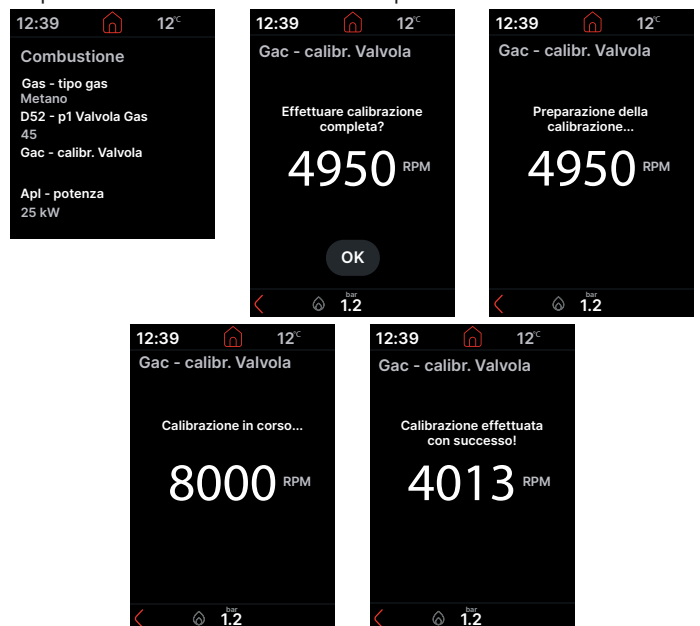 12:39 12°C
Combustione
Gas - tipo gas
Metano
D52 - p1 Valvola Gas
45
Gac - calibr. Valvola
Apl - potenza
25 kW
12:39 12°C
Gac - calibr. Valvola
Effettuare calibrazione
completa?
4950 RPM
OK
bar
1.2
12:39 12°C
Gac - calibr. Valvola
Preparazione della
calibrazione...
4950 RPM
bar
1.2
12:39 12°C
Gac - calibr. Valvola
Calibrazione in corso...
8000 RPM
bar
1.2
12:39 12°C
Gac - calibr. Valvola
Calibrazione effettuata
con successo!
4013 RPM
bar
1.2